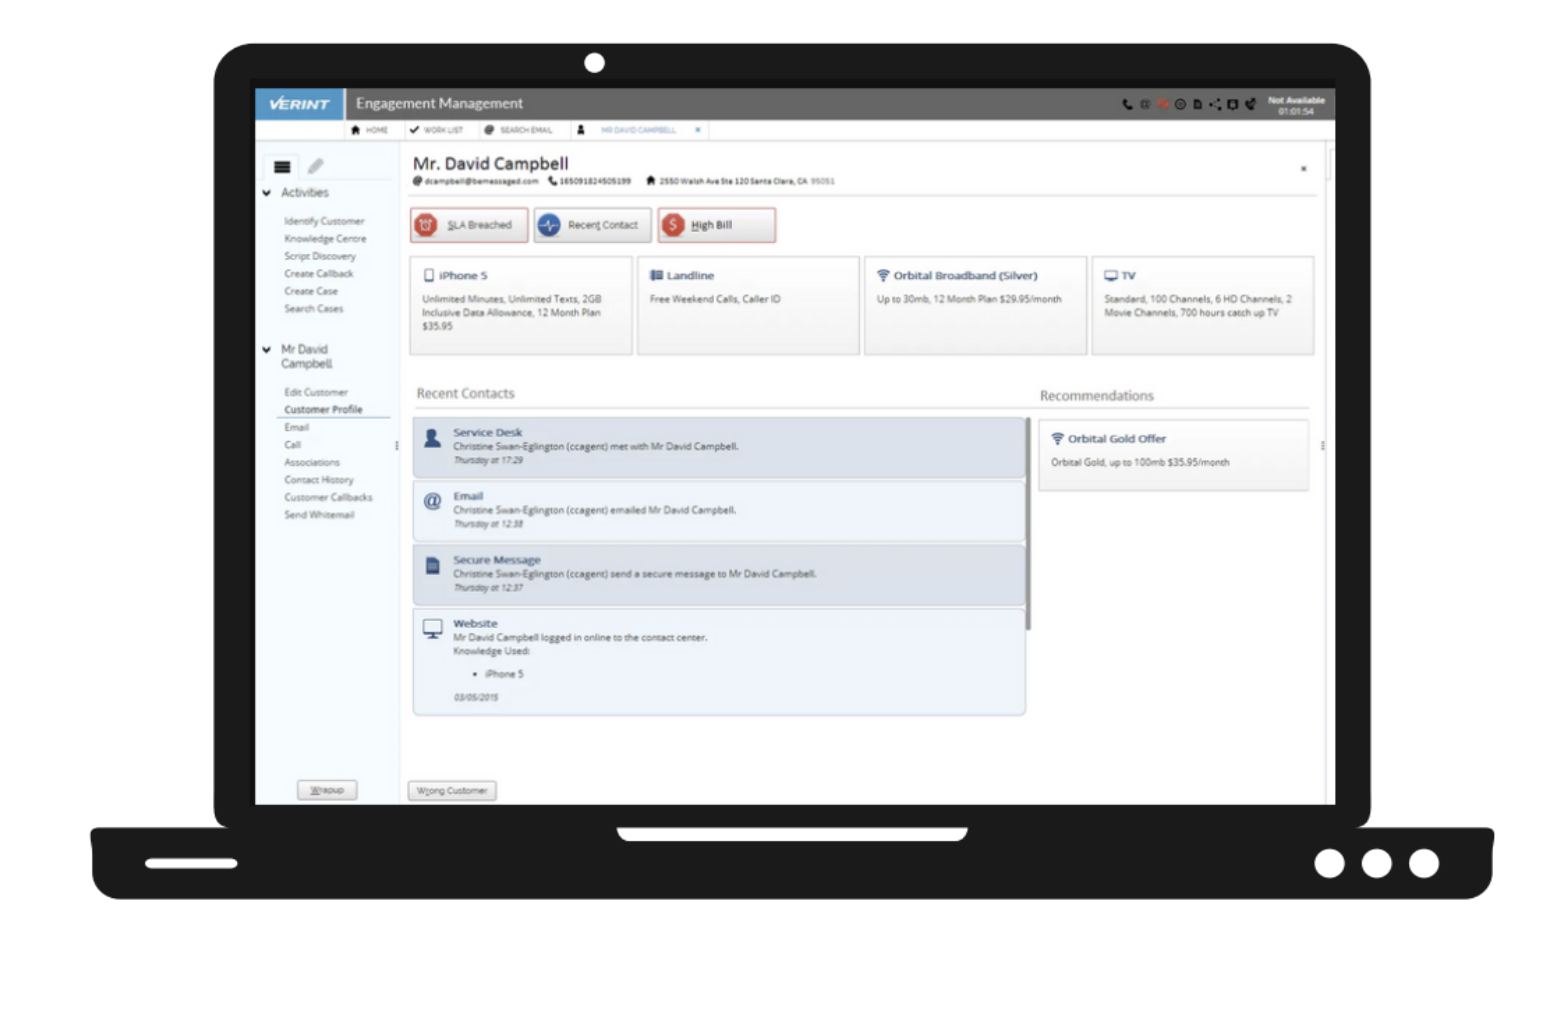 VERINT
Engagement Management
Not Available
01:01:54
HOME
WORK LIST
SEARCH EMAIL
MR DAVID CAMPBELL
Mr. David Campbell
dcampbell@bemessaged.com 165091824505199 2550 Walsh Ave Ste 120 Santa Clara, CA 95051
Activities
Identify Customer
Knowledge Centre
Script Discovery
Create Callback
Create Case
Search Cases
Mr David
Campbell
Edit Customer
Customer Profile
Email
Call
Associations
Contact History
Customer Callbacks
Send Whitemail
Wrapup
SLA Breached
Recent Contact
High Bill
iPhone 5
Unlimited Minutes, Unlimited Texts, 2GB
Inclusive Data Allowance, 12 Month Plan
$35.95
Landline
Free Weekend Calls, Caller ID
Orbital Broadband (Silver)
Up to 30mb, 12 Month Plan $29.95/month
TV
Standard, 100 Channels, 6 HD Channels, 2
Movie Channels, 700 hours catch up TV
Recent Contacts
Service Desk
Christine Swan-Eglington (ccagent) met with Mr David Campbell.
Thursday at 17:29
Email
Christine Swan-Eglington (ccagent) emailed Mr David Campbell.
Thursday at 12:38
Secure Message
Christine Swan-Eglington (ccagent) send a secure message to Mr David Campbell.
Thursday at 12:37
Website
Mr David Campbell logged in online to the contact center.
Knowledge Used:
iPhone 5
03/05/2015
Recommendations
Orbital Gold Offer
Orbital Gold, up to 100mb $35.95/month
Wrong Customer